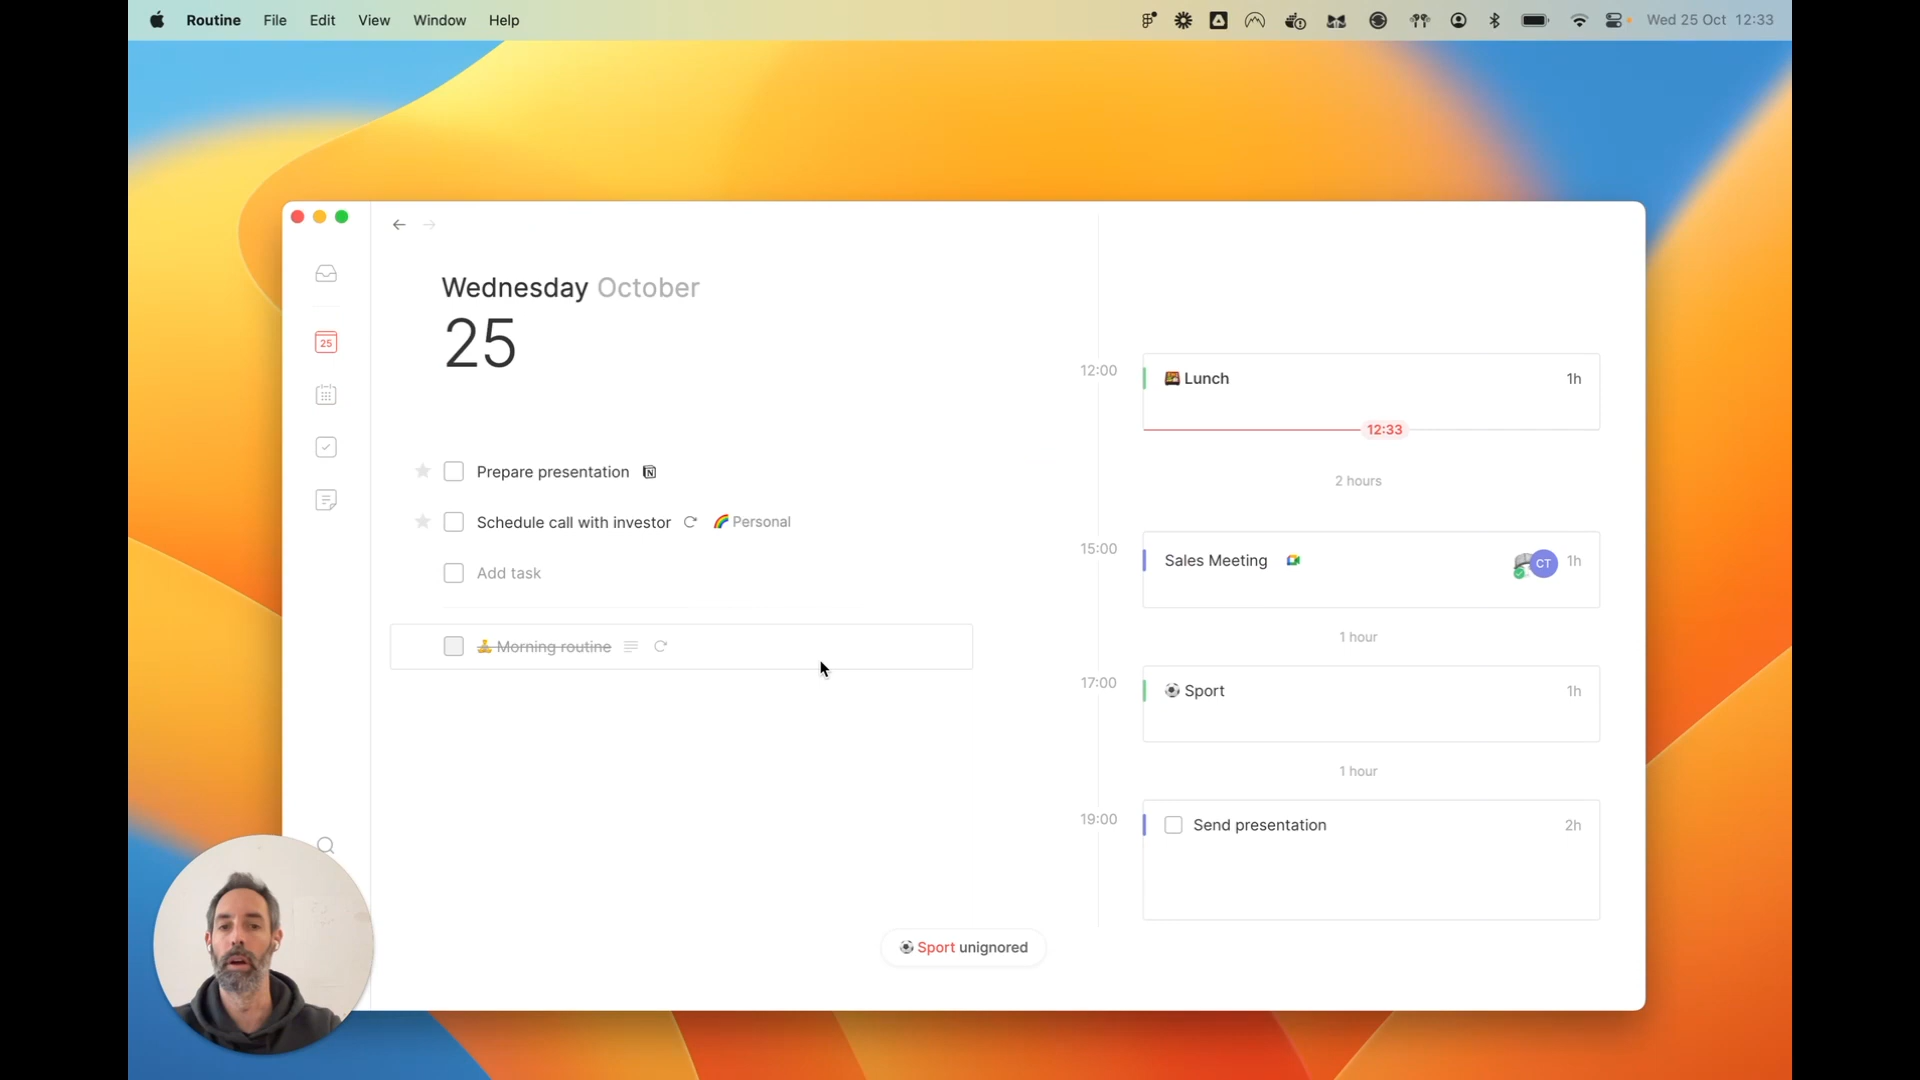 Routine File Edit View Window Help
Wed 25 Oct 12:33
Wednesday October
25
25
Prepare presentation
Schedule call with investor 🌈 Personal
Add task
🧘 Morning routine
12:00
🍱 Lunch 1h
12:33
2 hours
15:00
Sales Meeting CT 1h
1 hour
17:00
⚽ Sport 1h
1 hour
19:00
Send presentation 2h
⚽ Sport unignored